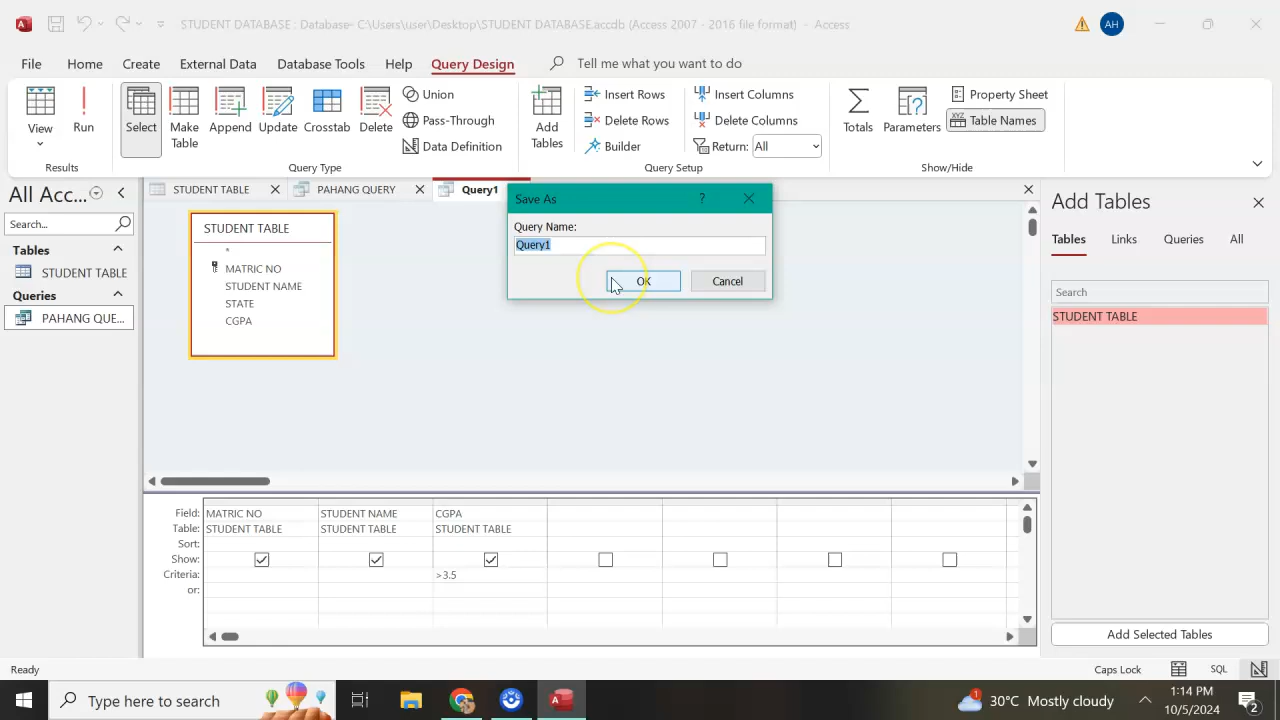 STUDENT DATABASE : Database- C:\Users\user\Desktop\STUDENT DATABASE.accdb (Access 2007 - 2016 file format) - Access
AH
File Home Create External Data Database Tools Help Query Design Tell me what you want to do
View
Run
Results
Select
Make Table
Append
Update
Crosstab
Delete
Union
Pass-Through
Data Definition
Query Type
Add Tables
Insert Rows
Delete Rows
Builder
Insert Columns
Delete Columns
Return: All
Query Setup
Totals
Parameters
Property Sheet
XYZ Table Names
Show/Hide
All Acc...
Search...
Tables
STUDENT TABLE
Queries
PAHANG QUE...
STUDENT TABLE
PAHANG QUERY
Query1
STUDENT TABLE
*
MATRIC NO
STUDENT NAME
STATE
CGPA
Save As ?
Query Name:
Query1
OK Cancel
Field: MATRIC NO STUDENT NAME CGPA
Table: STUDENT TABLE STUDENT TABLE STUDENT TABLE
Sort:
Show:
Criteria: >3.5
or:
Add Tables
Tables Links Queries All
Search
STUDENT TABLE
Add Selected Tables
Ready
Caps Lock
SQL
Type here to search
1
30°C Mostly cloudy
1:14 PM
10/5/2024
2